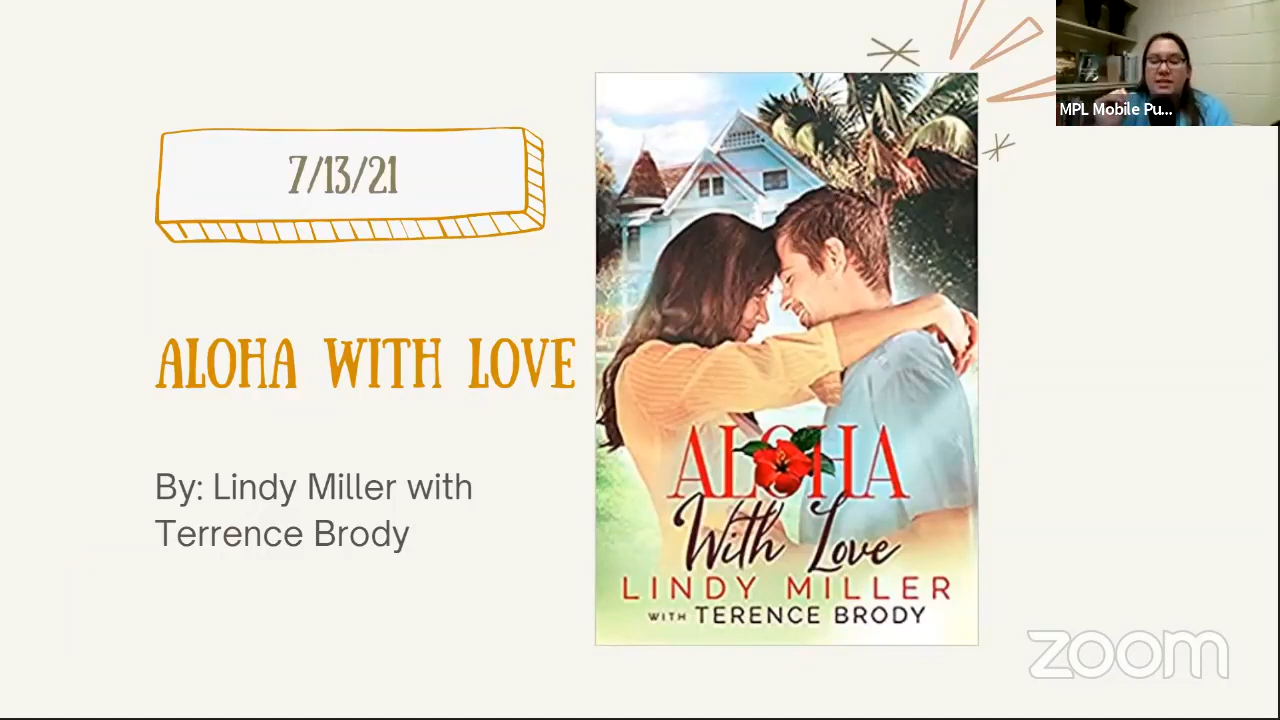 7/13/21
ALOHA WITH LOVE
By: Lindy Miller with
Terrence Brody
ALOHA
With Love
LINDY MILLER
WITH TERENCE BRODY
MPL Mobile Pu...
zoom